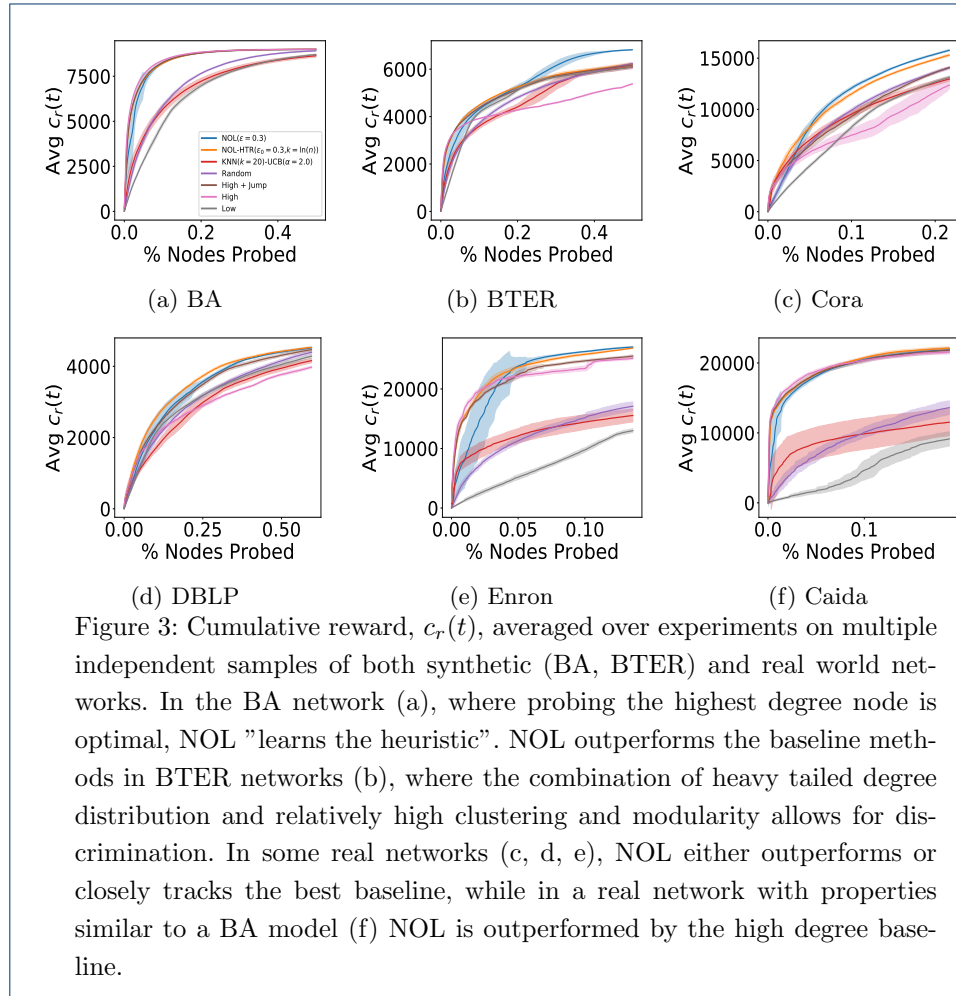 Avg c_r(t)
7500
5000
2500
0
0.0 0.2 0.4
% Nodes Probed
NOL(ε = 0.3)
NOL-HTR(ε₀ = 0.3, k = ln(n))
KNN(k = 20)-UCB(α = 2.0)
Random
High + Jump
High
Low
(a) BA
Avg c_r(t)
6000
4000
2000
0
0.0 0.2 0.4
% Nodes Probed
(b) BTER
Avg c_r(t)
15000
10000
5000
0
0.0 0.1 0.2
% Nodes Probed
(c) Cora
Avg c_r(t)
4000
2000
0
0.00 0.25 0.50
% Nodes Probed
(d) DBLP
Avg c_r(t)
20000
10000
0
0.00 0.05 0.10
% Nodes Probed
(e) Enron
Avg c_r(t)
20000
10000
0
0.0 0.1
% Nodes Probed
(f) Caida
Figure 3: Cumulative reward, c_r(t), averaged over experiments on multiple
independent samples of both synthetic (BA, BTER) and real world net-
works. In the BA network (a), where probing the highest degree node is
optimal, NOL ”learns the heuristic”. NOL outperforms the baseline meth-
ods in BTER networks (b), where the combination of heavy tailed degree
distribution and relatively high clustering and modularity allows for dis-
crimination. In some real networks (c, d, e), NOL either outperforms or
closely tracks the best baseline, while in a real network with properties
similar to a BA model (f) NOL is outperformed by the high degree base-
line.